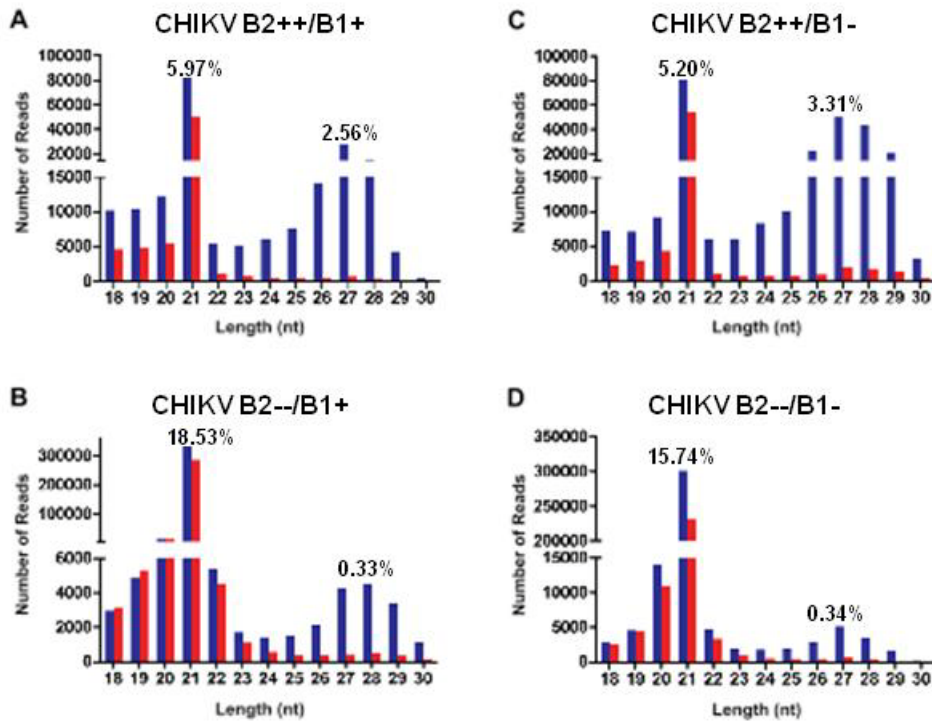 A
CHIKV B2++/B1+
Number of Reads
100000
80000
60000
40000
20000
15000
10000
5000
0
5.97%
2.56%
18 19 20 21 22 23 24 25 26 27 28 29 30
Length (nt)
C
CHIKV B2++/B1-
Number of Reads
100000
80000
60000
40000
20000
15000
10000
5000
0
5.20%
3.31%
18 19 20 21 22 23 24 25 26 27 28 29 30
Length (nt)
B
CHIKV B2--/B1+
Number of Reads
300000
200000
100000
6000
4000
2000
0
18.53%
0.33%
18 19 20 21 22 23 24 25 26 27 28 29 30
Length (nt)
D
CHIKV B2--/B1-
Number of Reads
350000
300000
250000
200000
15000
10000
5000
0
15.74%
0.34%
18 19 20 21 22 23 24 25 26 27 28 29 30
Length (nt)